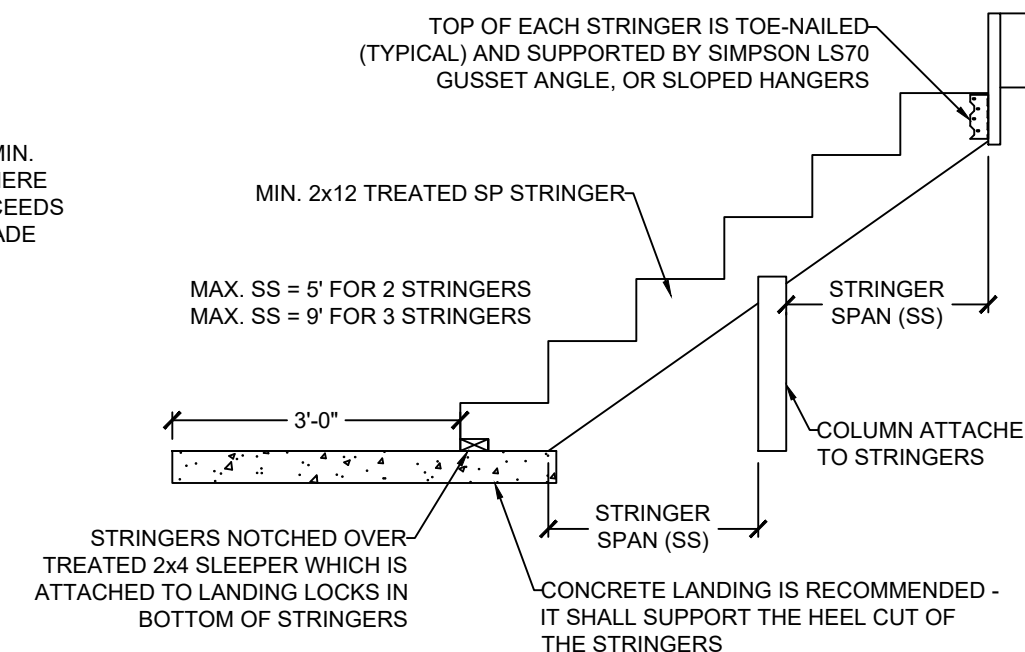 TOP OF EACH STRINGER IS TOE-NAILED
(TYPICAL) AND SUPPORTED BY SIMPSON LS70
GUSSET ANGLE, OR SLOPED HANGERS
MIN.
HERE
CEEDS
ADE
MIN. 2x12 TREATED SP STRINGER
MAX. SS = 5' FOR 2 STRINGERS
MAX. SS = 9' FOR 3 STRINGERS
STRINGER
SPAN (SS)
3'-0"
COLUMN ATTACHE
TO STRINGERS
STRINGER
SPAN (SS)
STRINGERS NOTCHED OVER
TREATED 2x4 SLEEPER WHICH IS
ATTACHED TO LANDING LOCKS IN
BOTTOM OF STRINGERS
CONCRETE LANDING IS RECOMMENDED -
IT SHALL SUPPORT THE HEEL CUT OF
THE STRINGERS